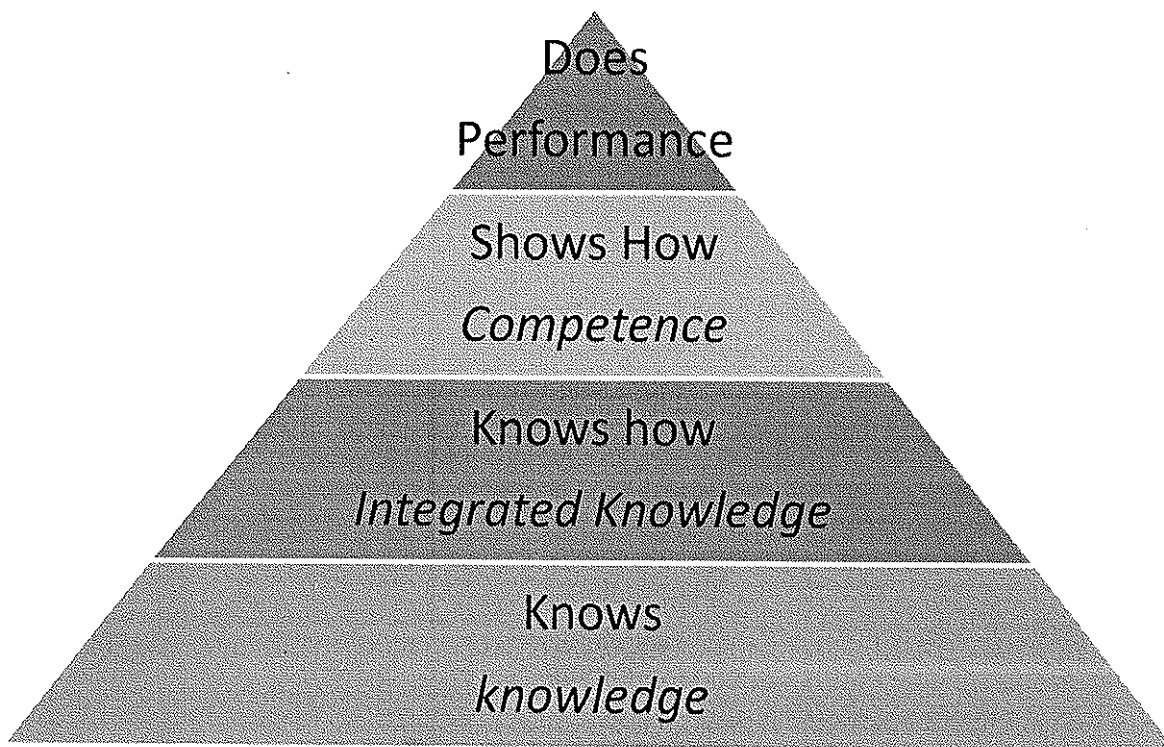 Does
Performance
Shows How
Competence
Knows how
Integrated Knowledge
Knows
knowledge